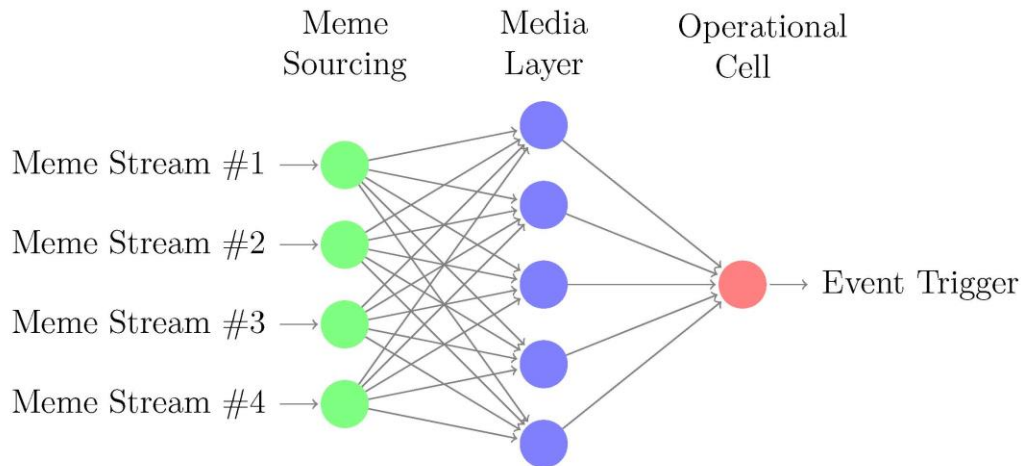 Meme
Sourcing
Media
Layer
Operational
Cell
Meme Stream #1
Meme Stream #2
Meme Stream #3
Meme Stream #4
Event Trigger